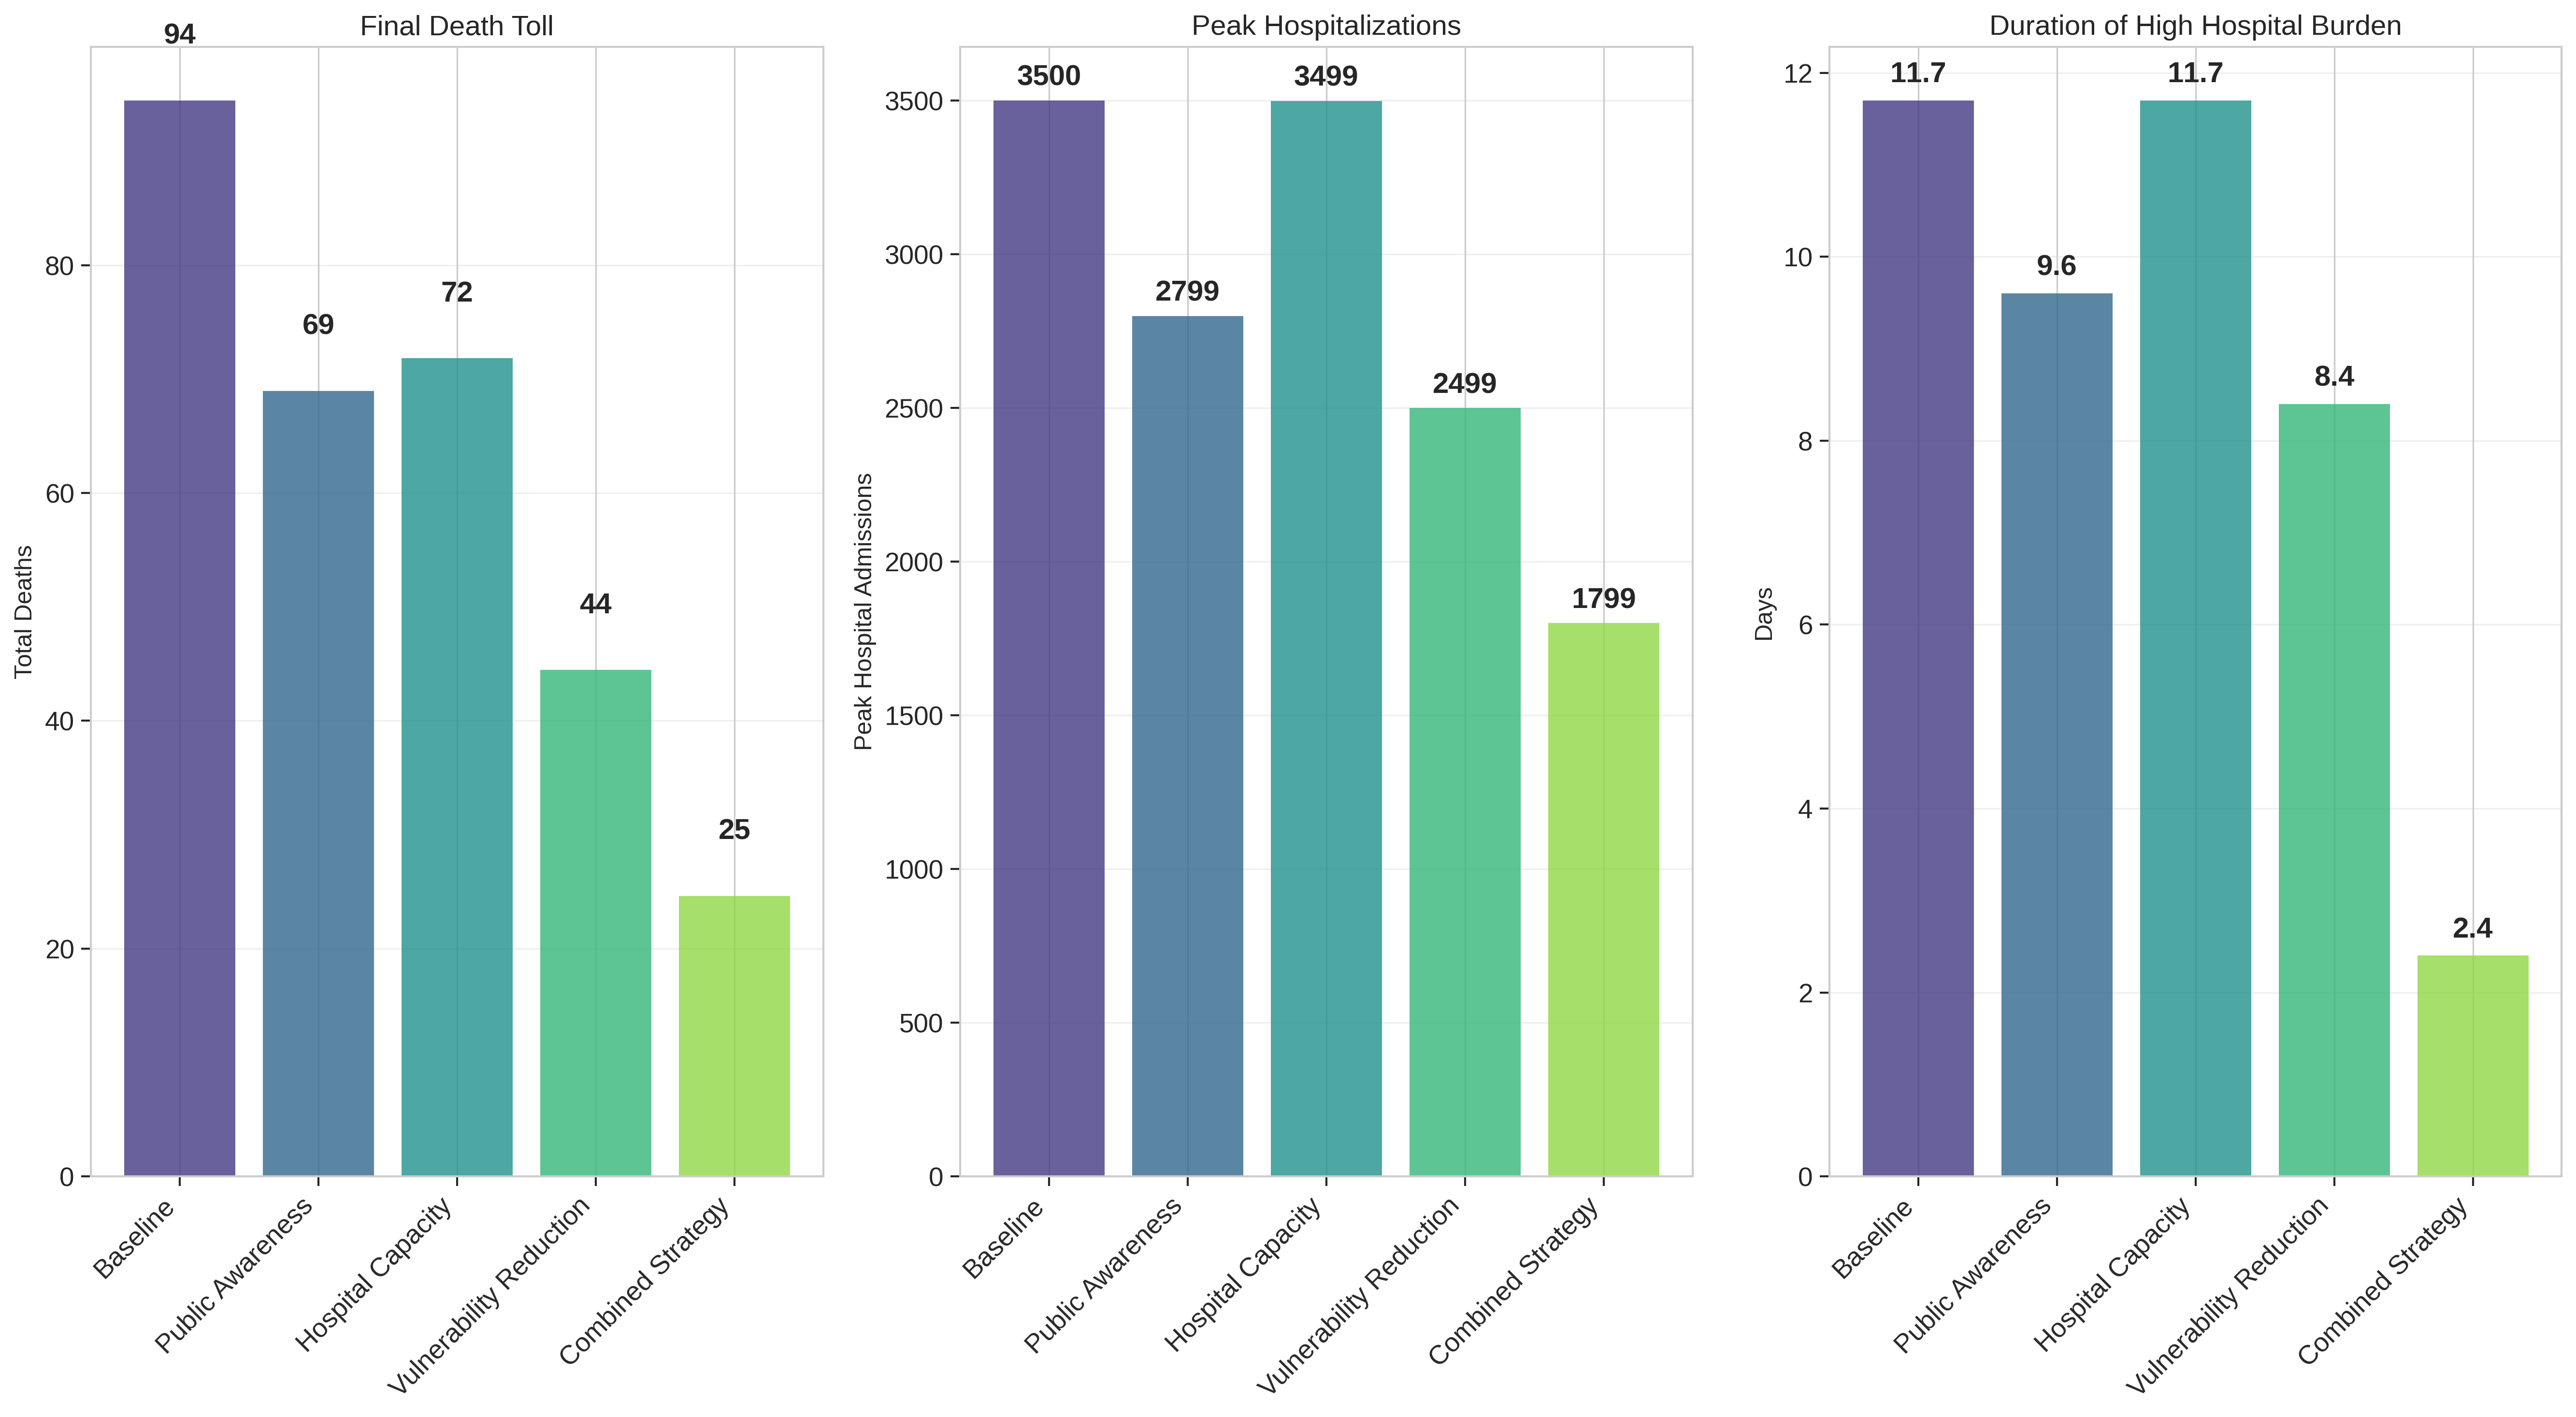 Final Death Toll
94
69
72
44
25
80
60
40
20
0
Total Deaths
Baseline
Public Awareness
Hospital Capacity
Vulnerability Reduction
Combined Strategy
Peak Hospitalizations
3500
2799
3499
2499
1799
3500
3000
2500
2000
1500
1000
500
0
Peak Hospital Admissions
Baseline
Public Awareness
Hospital Capacity
Vulnerability Reduction
Combined Strategy
Duration of High Hospital Burden
11.7
9.6
11.7
8.4
2.4
12
10
8
6
4
2
0
Days
Baseline
Public Awareness
Hospital Capacity
Vulnerability Reduction
Combined Strategy